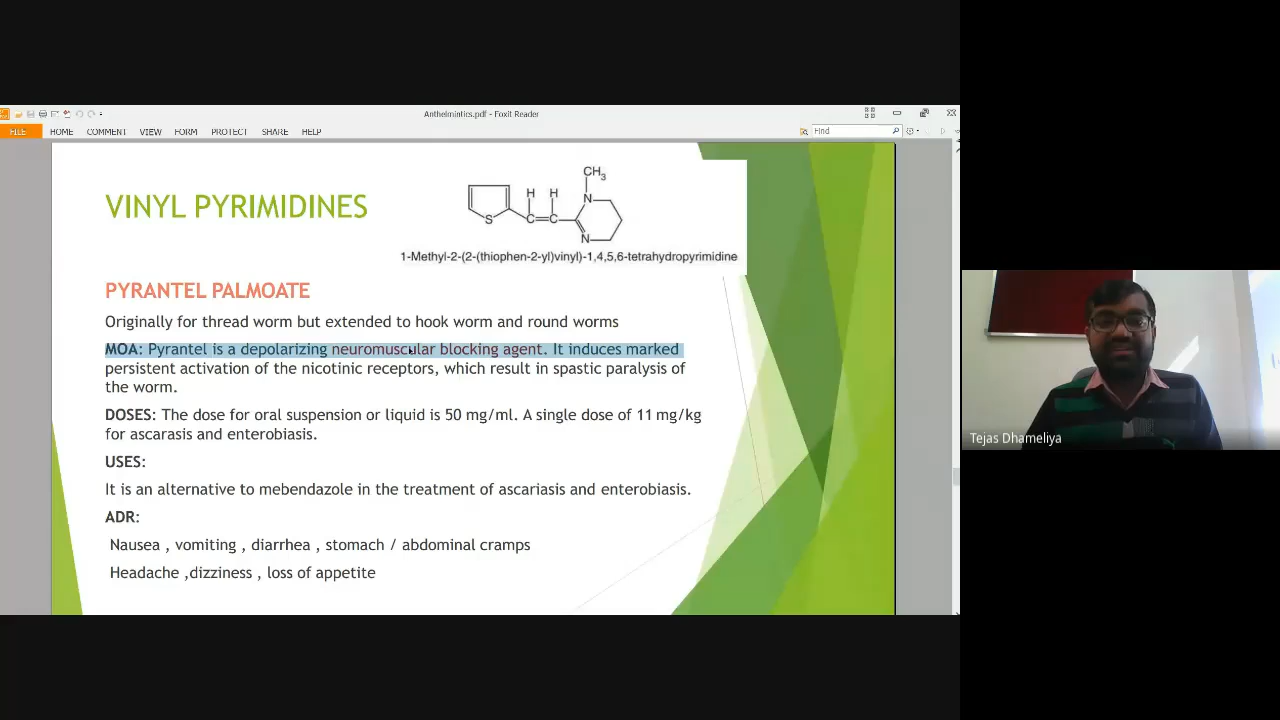 Anthelmintics.pdf - Foxit Reader
FILE HOME COMMENT VIEW FORM PROTECT SHARE HELP Find
VINYL PYRIMIDINES
CH3
H H N
S C C
N
1-Methyl-2-(2-(thiophen-2-yl)vinyl)-1,4,5,6-tetrahydropyrimidine
PYRANTEL PALMOATE
Originally for thread worm but extended to hook worm and round worms
MOA: Pyrantel is a depolarizing neuromuscular blocking agent. It induces marked
persistent activation of the nicotinic receptors, which result in spastic paralysis of
the worm.
DOSES: The dose for oral suspension or liquid is 50 mg/ml. A single dose of 11 mg/kg
for ascarasis and enterobiasis.
USES:
It is an alternative to mebendazole in the treatment of ascariasis and enterobiasis.
ADR:
Nausea , vomiting , diarrhea , stomach / abdominal cramps
Headache ,dizziness , loss of appetite
Tejas Dhameliya